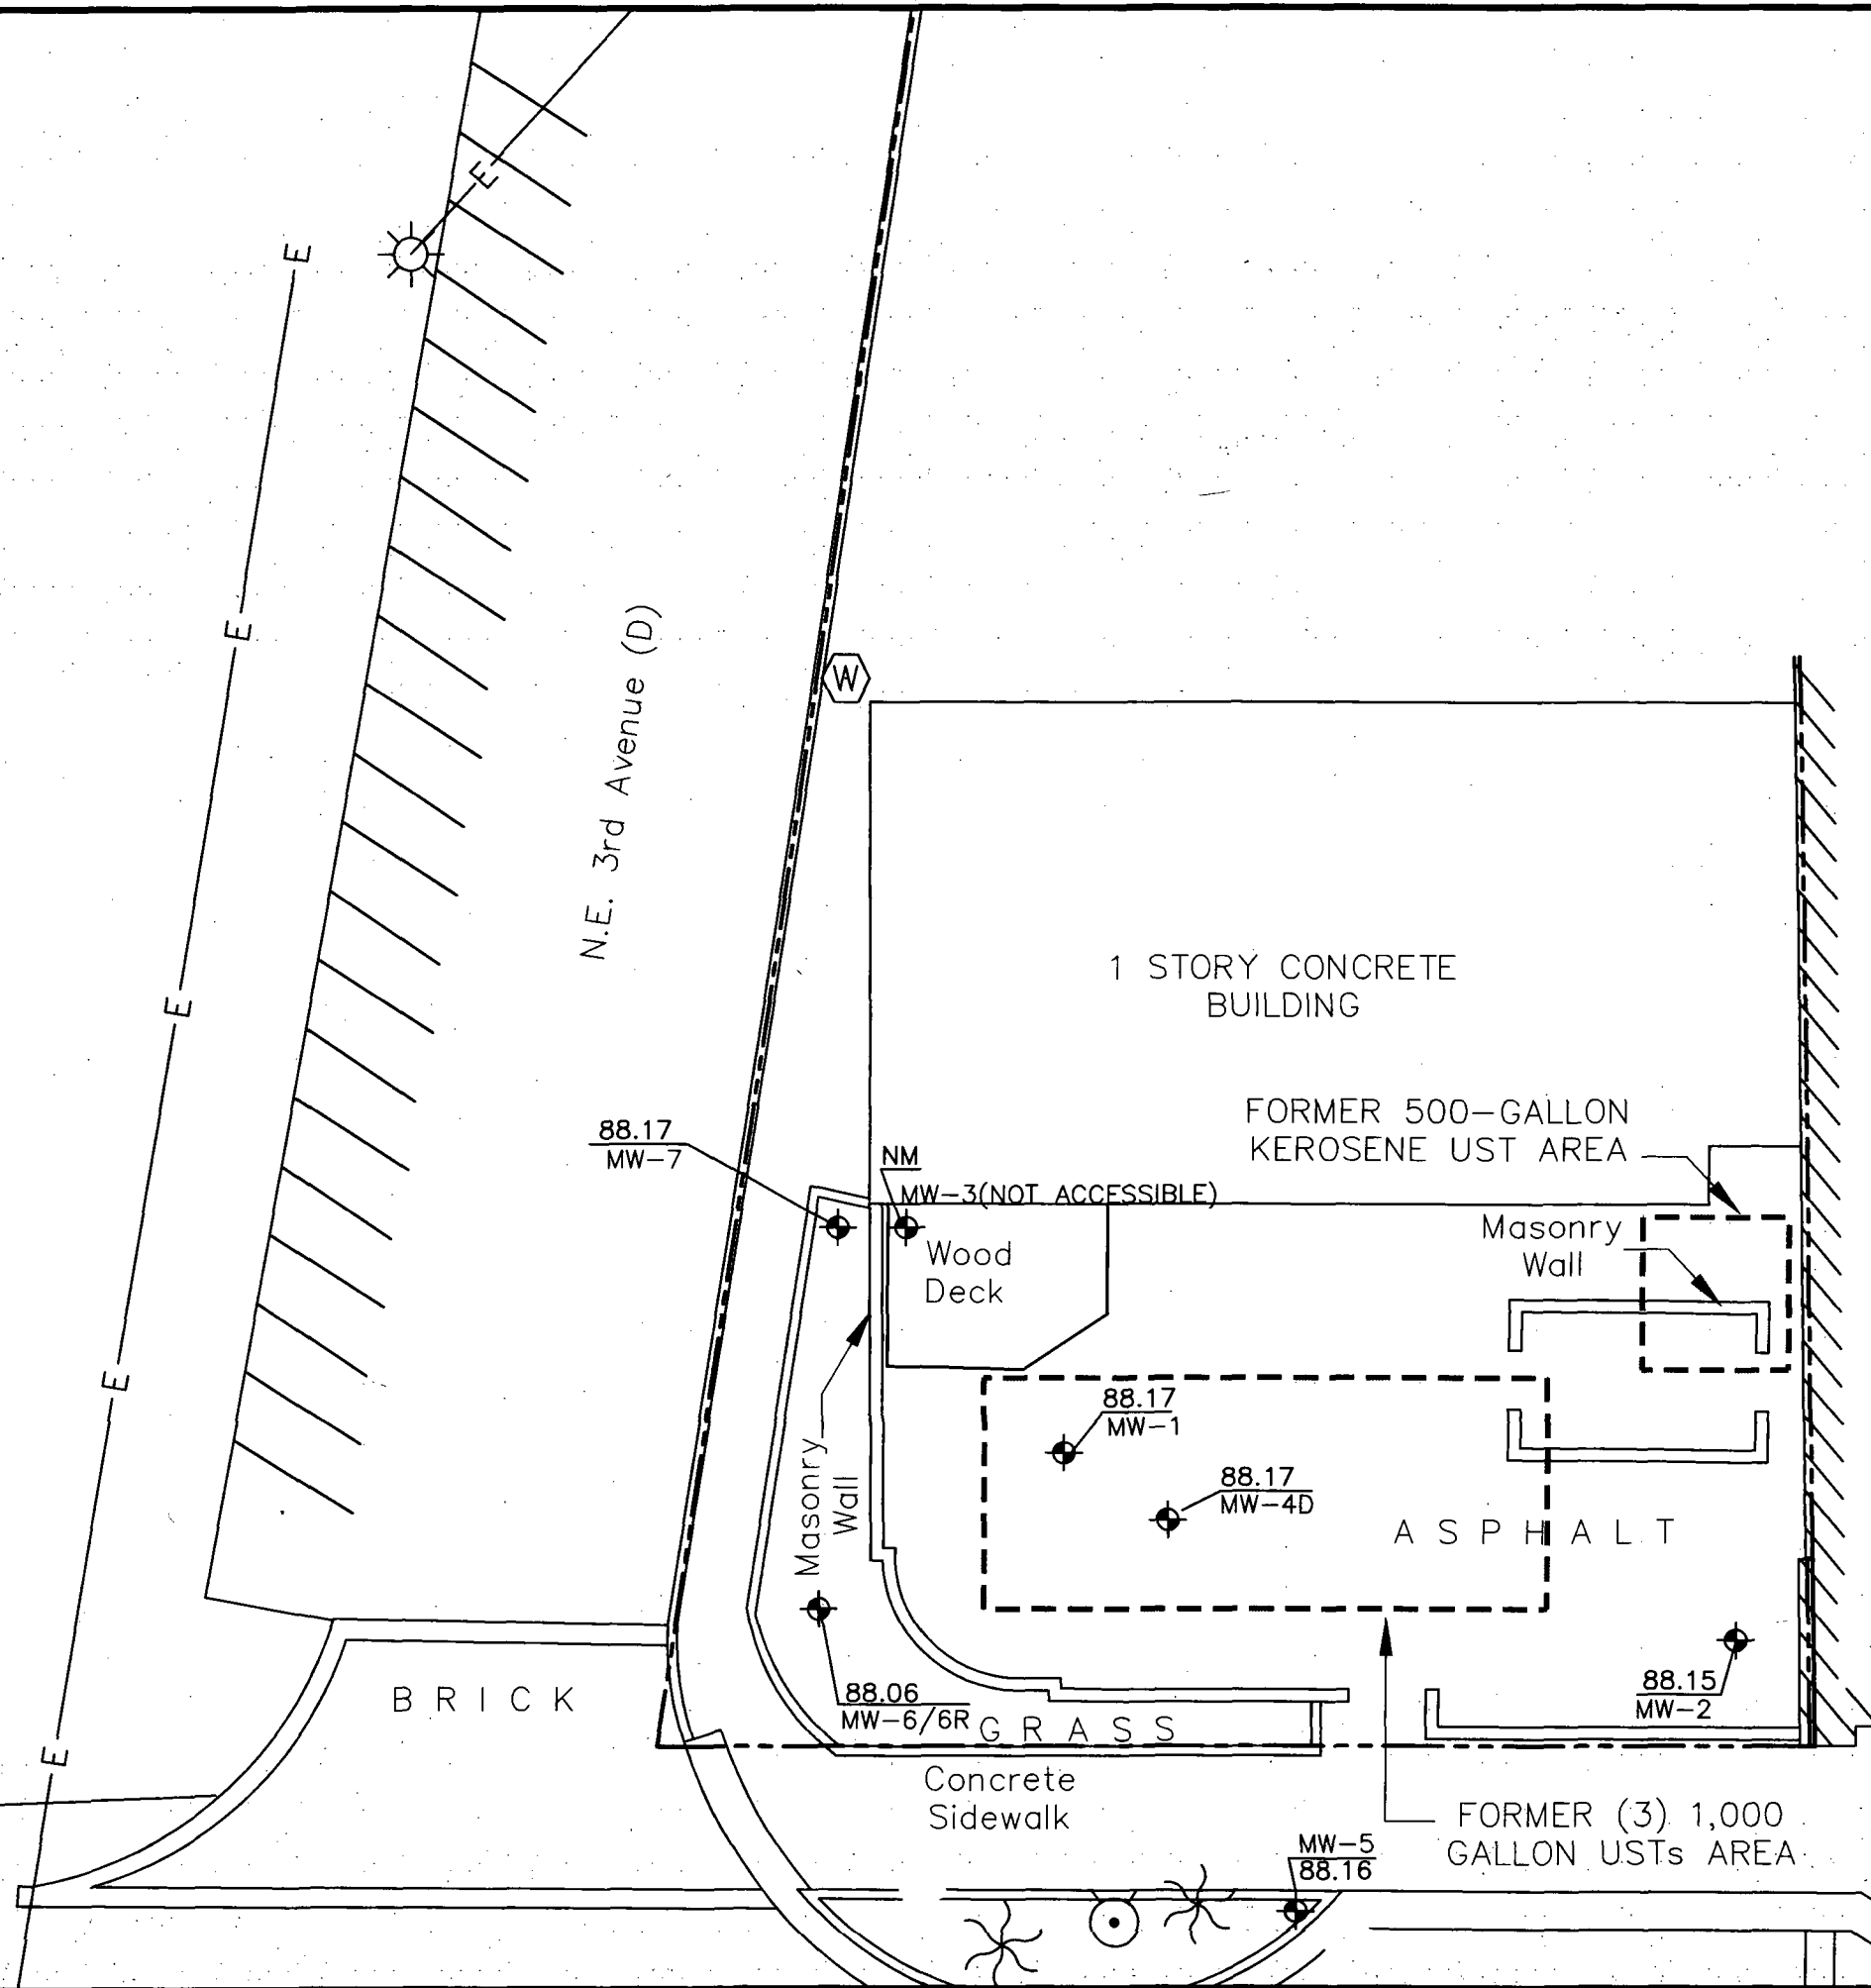 E
E
E
E
E
E
N.E. 3rd Avenue (D)
W
1 STORY CONCRETE
BUILDING
FORMER 500-GALLON
KEROSENE UST AREA
88.17
MW-7
NM
MW-3(NOT ACCESSIBLE)
Wood
Deck
Masonry
Wall
88.17
MW-1
88.17
MW-4D
Masonry
Wall
ASPHALT
BRICK
88.06
MW-6/6R
GRASS
88.15
MW-2
Concrete
Sidewalk
FORMER (3) 1,000
GALLON USTs AREA
MW-5
88.16